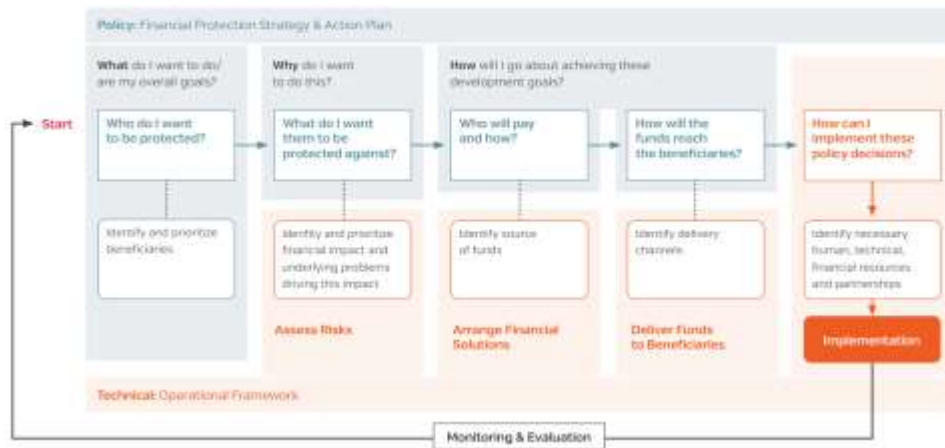 Policy: Financial Protection Strategy & Action Plan
What do I want to do/
are my overall goals?
Why do I want
to do this?
How will I go about achieving these
development goals?
Start
Who do I want
to be protected?
What do I want
them to be
protected against?
Who will pay
and how?
How will the
funds reach
the beneficiaries?
How can I
implement these
policy decisions?
Identify and prioritize
beneficiaries
Identify and prioritize
financial impact and
underlying problems
driving this impact
Identify source
of funds
Identify delivery
channels
Identify necessary
human, technical,
financial resources
and partnerships
Assess Risks
Arrange Financial
Solutions
Deliver Funds
to Beneficiaries
Implementation
Technical: Operational Framework
Monitoring & Evaluation